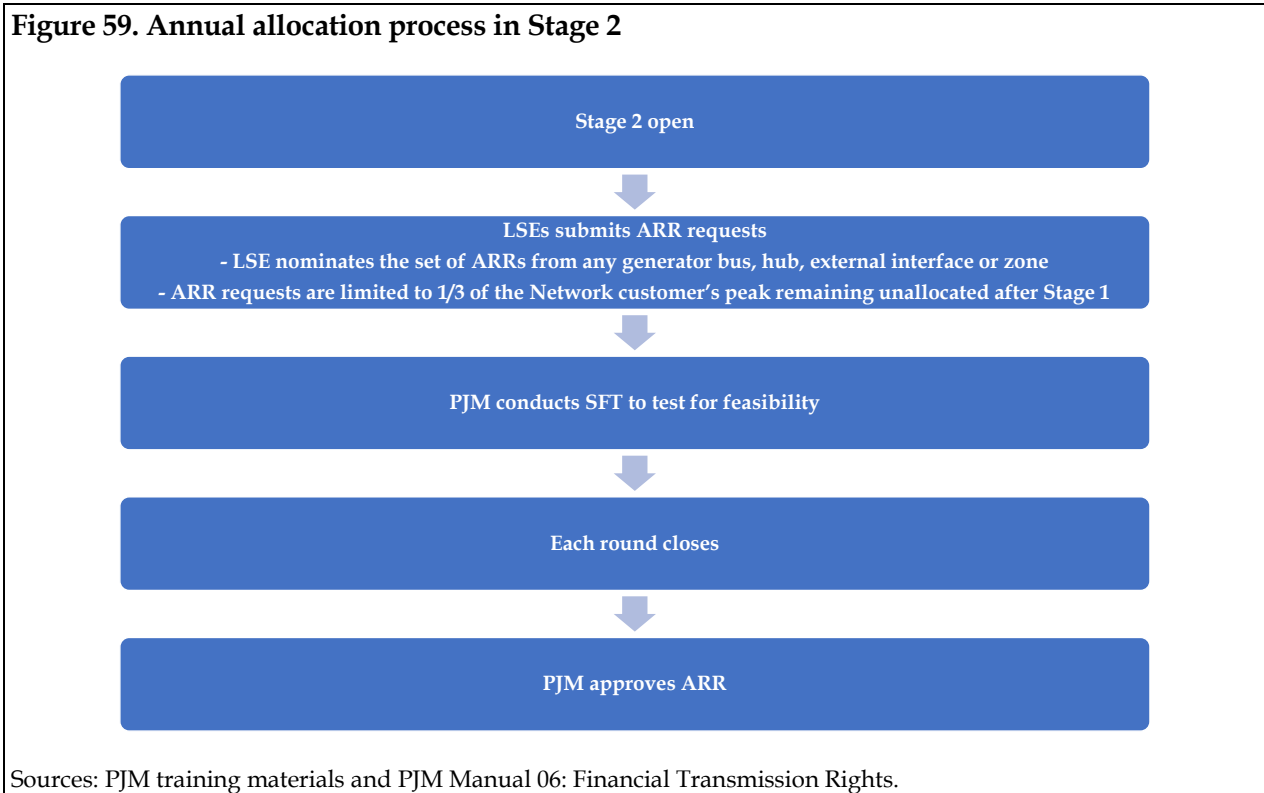 Figure 59. Annual allocation process in Stage 2
Stage 2 open
LSEs submits ARR requests
- LSE nominates the set of ARRs from any generator bus, hub, external interface or zone
- ARR requests are limited to 1/3 of the Network customer's peak remaining unallocated after Stage 1
PJM conducts SFT to test for feasibility
Each round closes
PJM approves ARR
Sources: PJM training materials and PJM Manual 06: Financial Transmission Rights.